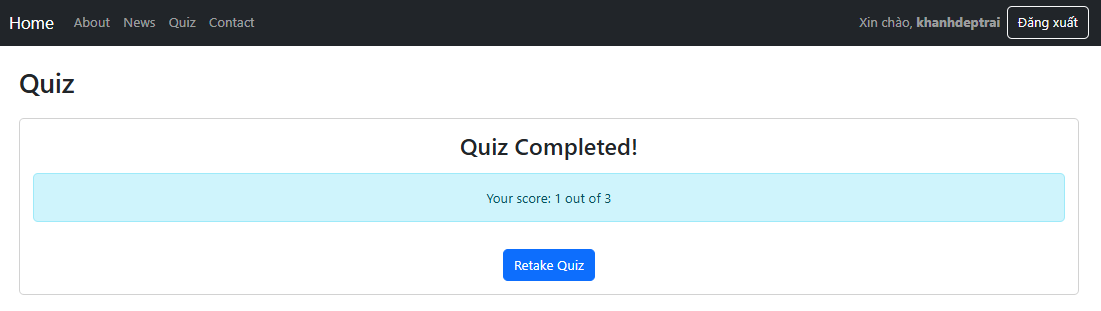 Home About News Quiz Contact Xin chào, khanhdeptrai Đăng xuất
Quiz
Quiz Completed!
Your score: 1 out of 3
Retake Quiz